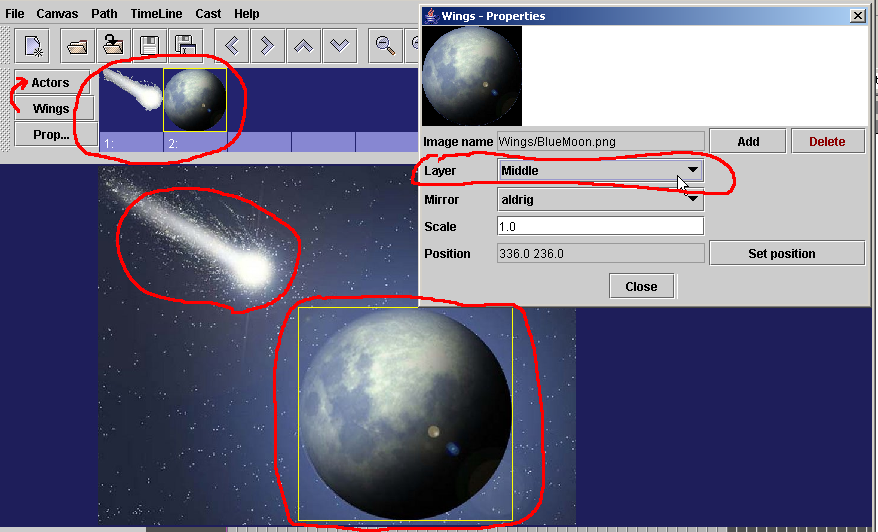 File Canvas Path TimeLine Cast Help
Wings - Properties
Actors
Wings
Prop...
1: 2:
Image name Wings/BlueMoon.png Add Delete
Layer Middle
Mirror aldrig
Scale 1.0
Position 336.0 236.0 Set position
Close